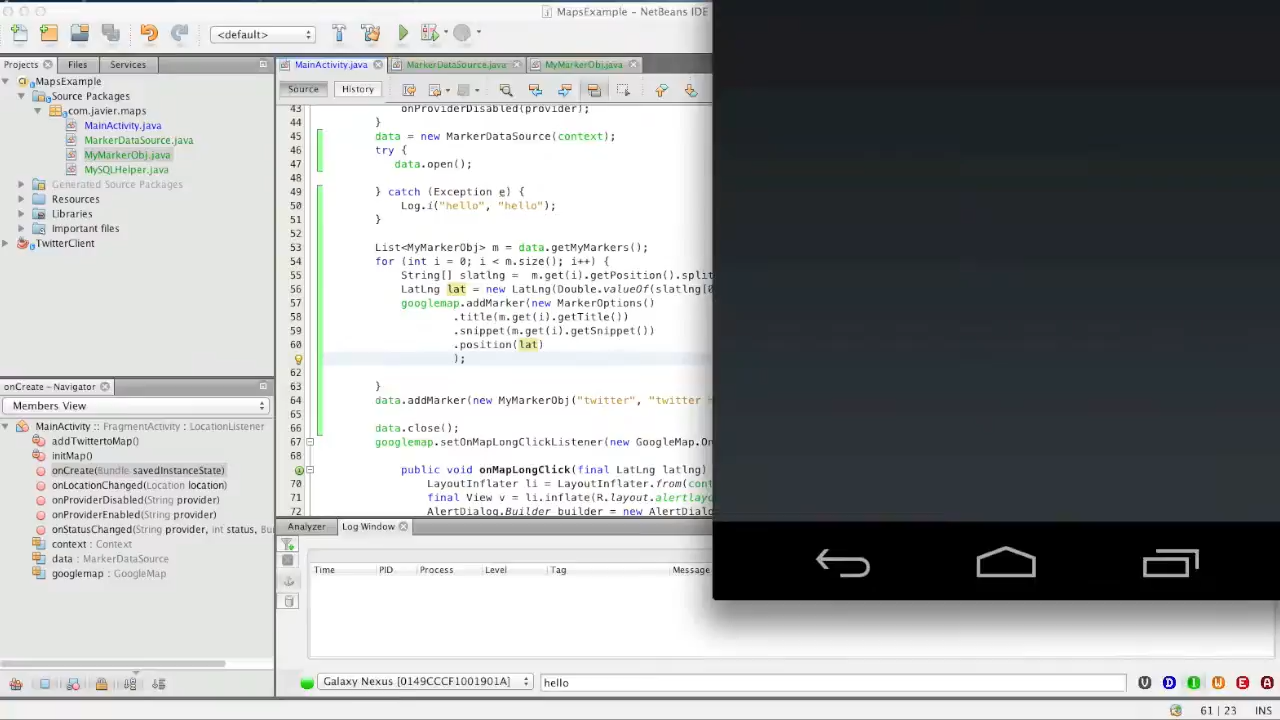 MapsExample - NetBeans IDE
<default>
Projects Files Services
MainActivity.java MarkerDataSource.java MyMarkerObj.java
MapsExample
Source Packages
com.javier.maps
MainActivity.java
MarkerDataSource.java
MyMarkerObj.java
MySQLHelper.java
Generated Source Packages
Resources
Libraries
Important files
TwitterClient
Source History
43 onProviderDisabled(provider);
44 }
45 data = new MarkerDataSource(context);
46 try {
47 data.open();
48
49 } catch (Exception e) {
50 Log.i("hello", "hello");
51 }
52
53 List<MyMarkerObj> m = data.getMyMarkers();
54 for (int i = 0; i < m.size(); i++) {
55 String[] slatlng = m.get(i).getPosition().split
56 LatLng lat = new LatLng(Double.valueOf(slatlng[0
57 googlemap.addMarker(new MarkerOptions()
58 .title(m.get(i).getTitle())
59 .snippet(m.get(i).getSnippet())
60 .position(lat)
);
62
63 }
64 data.addMarker(new MyMarkerObj("twitter", "twitter
65
66 data.close();
67 googlemap.setOnMapLongClickListener(new GoogleMap.On
68
public void onMapLongClick(final LatLng latlng)
70 LayoutInflater li = LayoutInflater.from(cont
71 final View v = li.inflate(R.layout.alertlayo
72 AlertDialog.Builder builder = new AlertDialo
onCreate - Navigator
Members View
MainActivity :: FragmentActivity : LocationListener
addTwittertoMap()
initMap()
onCreate(Bundle savedInstanceState)
onLocationChanged(Location location)
onProviderDisabled(String provider)
onProviderEnabled(String provider)
onStatusChanged(String provider, int status, Bu
context : Context
data : MarkerDataSource
googlemap : GoogleMap
Analyzer Log Window
Time PID Process Level Tag Message
Galaxy Nexus [0149CCCF1001901A] hello V D I W E A
61 | 23 INS